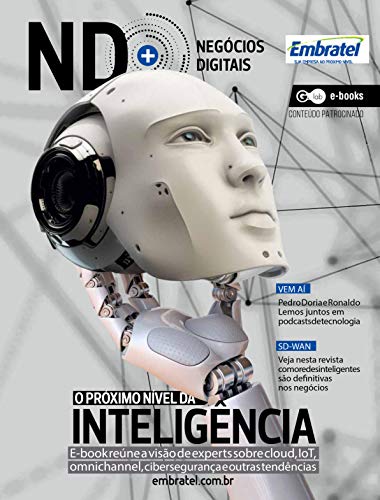 ND+
NEGÓCIOS
DIGITAIS
Embratel
SUA EMPRESA NO PRÓXIMO NÍVEL
G.lab e-books
CONTEÚDO PATROCINADO
VEM AÍ
Pedro Doria e Ronaldo
Lemos juntos em
podcasts de tecnologia
SD-WAN
Veja nesta revista
como redes inteligentes
são definitivas
nos negócios
O PRÓXIMO NÍVEL DA
INTELIGÊNCIA
E-book reúne a visão de experts sobre cloud, IoT,
omnichannel, cibersegurança e outras tendências
embratel.com.br